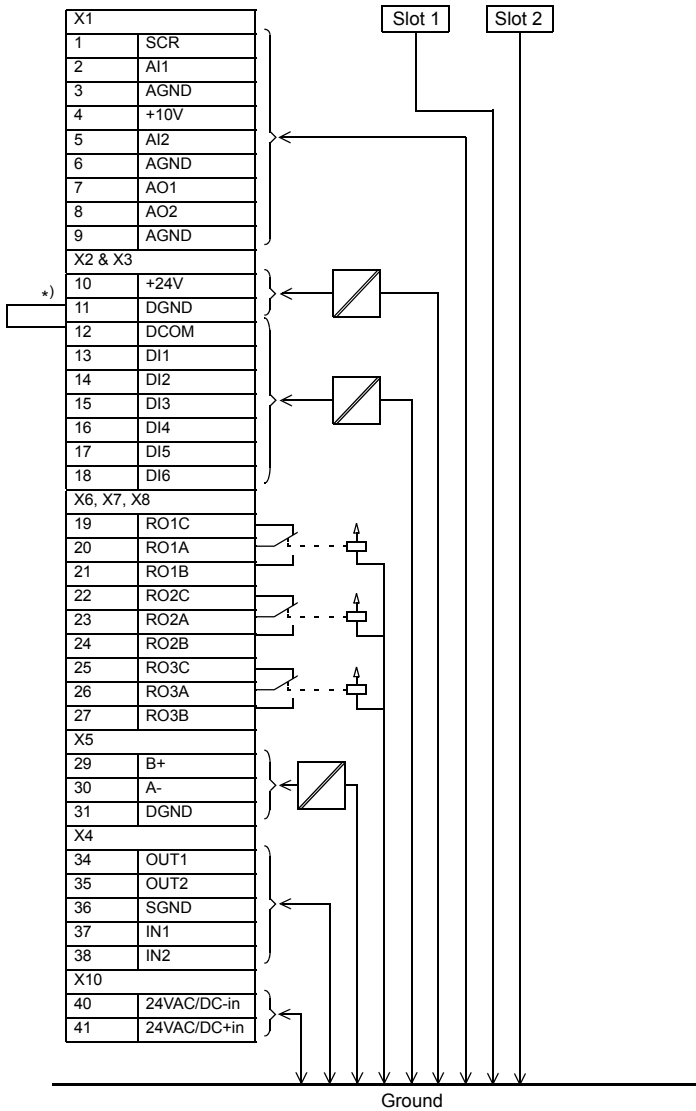 Slot 1 Slot 2
X1
1 SCR
2 AI1
3 AGND
4 +10V
5 AI2
6 AGND
7 AO1
8 AO2
9 AGND
X2 & X3
*)
10 +24V
11 DGND
12 DCOM
13 DI1
14 DI2
15 DI3
16 DI4
17 DI5
18 DI6
X6, X7, X8
19 RO1C
20 RO1A
21 RO1B
22 RO2C
23 RO2A
24 RO2B
25 RO3C
26 RO3A
27 RO3B
X5
29 B+
30 A-
31 DGND
X4
34 OUT1
35 OUT2
36 SGND
37 IN1
38 IN2
X10
40 24VAC/DC-in
41 24VAC/DC+in
Ground